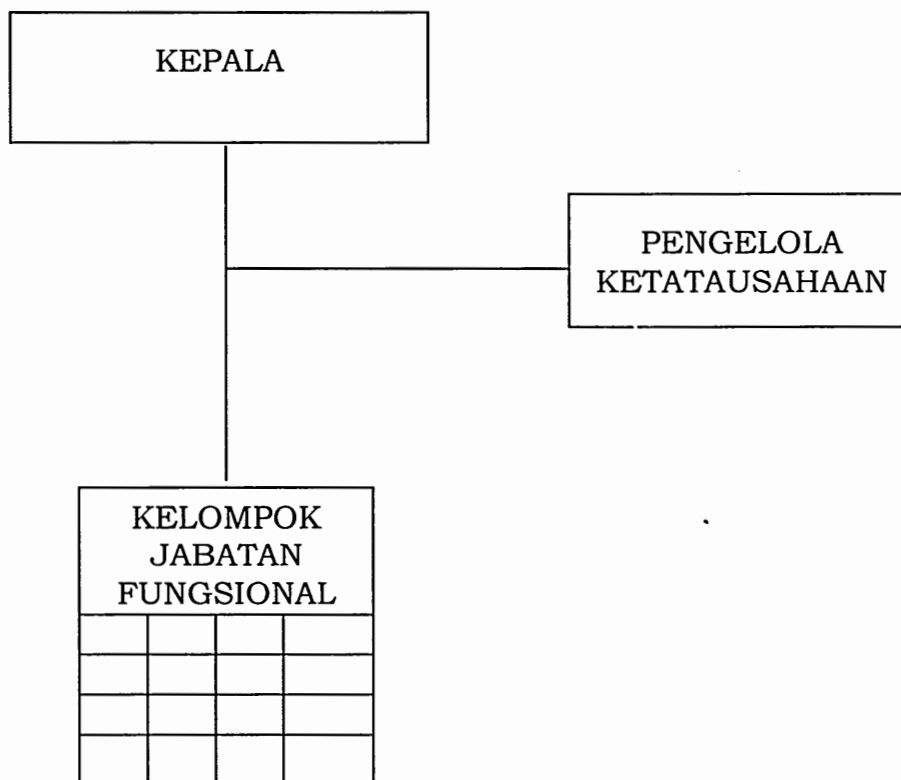 KEPALA
PENGELOLA
KETATAUSAHAAN
KELOMPOK
JABATAN
FUNGSIONAL